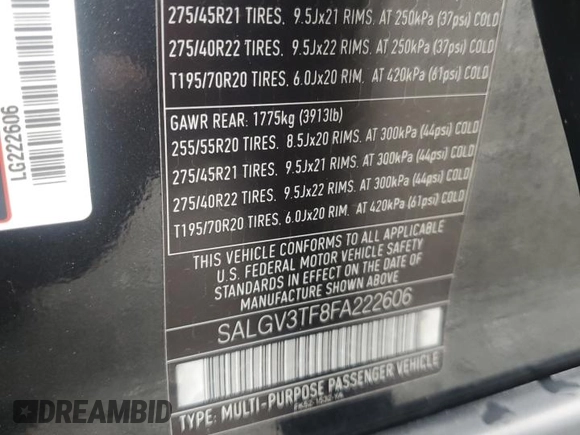 275/45R21 TIRES. 9.5Jx21 RIMS. AT 250kPa (37psi) COLD
275/40R22 TIRES. 9.5Jx22 RIMS. AT 250kPa (37psi) COLD
T195/70R20 TIRES. 6.0Jx20 RIM. AT 420kPa (61psi) COLD
GAWR REAR: 1775kg (3913lb)
255/55R20 TIRES. 8.5Jx20 RIMS. AT 300kPa (44psi) COLD
275/45R21 TIRES. 9.5Jx21 RIMS. AT 300kPa (44psi) COLD
275/40R22 TIRES. 9.5Jx22 RIMS. AT 300kPa (44psi) COLD
T195/70R20 TIRES. 6.0Jx20 RIM. AT 420kPa (61psi) COLD
THIS VEHICLE CONFORMS TO ALL APPLICABLE
U.S. FEDERAL MOTOR VEHICLE SAFETY
STANDARDS IN EFFECT ON THE DATE OF
MANUFACTURE SHOWN ABOVE.
SALGV3TF8FA222606
TYPE: MULTI-PURPOSE PASSENGER VEHICLE
LG222606
DREAMBID